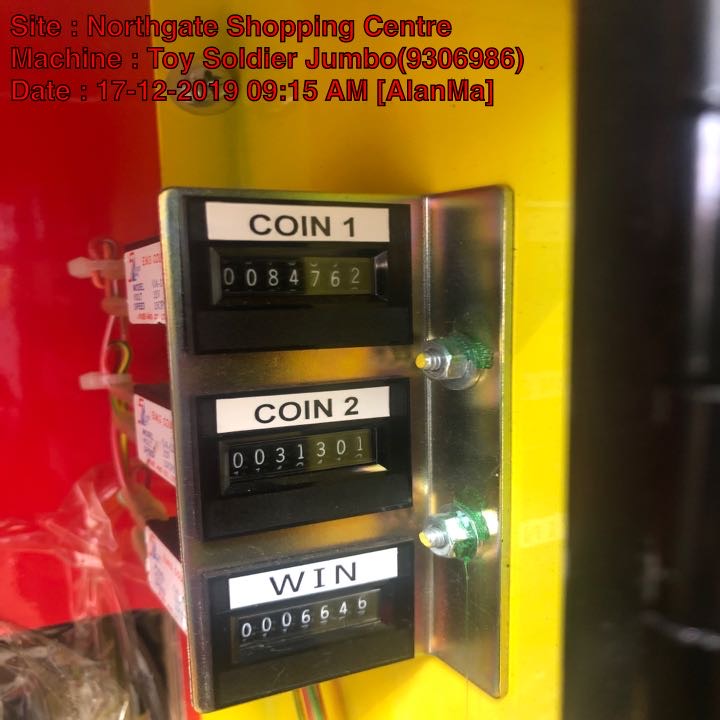 Site : Northgate Shopping Centre
Machine : Toy Soldier Jumbo(9306986)
Date : 17-12-2019 09:15 AM [AlanMa]
COIN 1
0084762
COIN 2
0031301
WIN
0006646